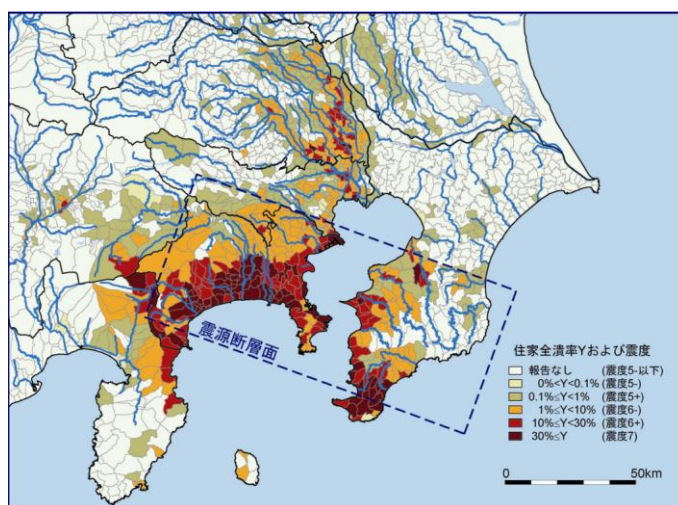 震源断層面
住家全潰率Yおよび震度
報告なし (震度5-以下)
0%<Y<0.1% (震度5-)
0.1%≤Y<1% (震度5+)
1%≤Y<10% (震度6-)
10%≤Y<30% (震度6+)
30%≤Y (震度7)
0 50km